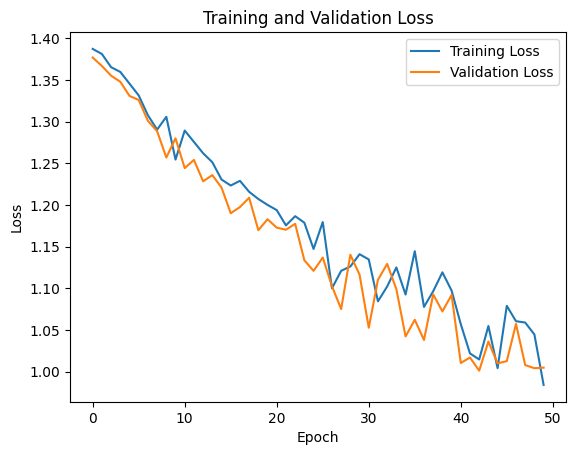 Training and Validation Loss
Training Loss
Validation Loss
Loss
1.40
1.35
1.30
1.25
1.20
1.15
1.10
1.05
1.00
0 10 20 30 40 50
Epoch